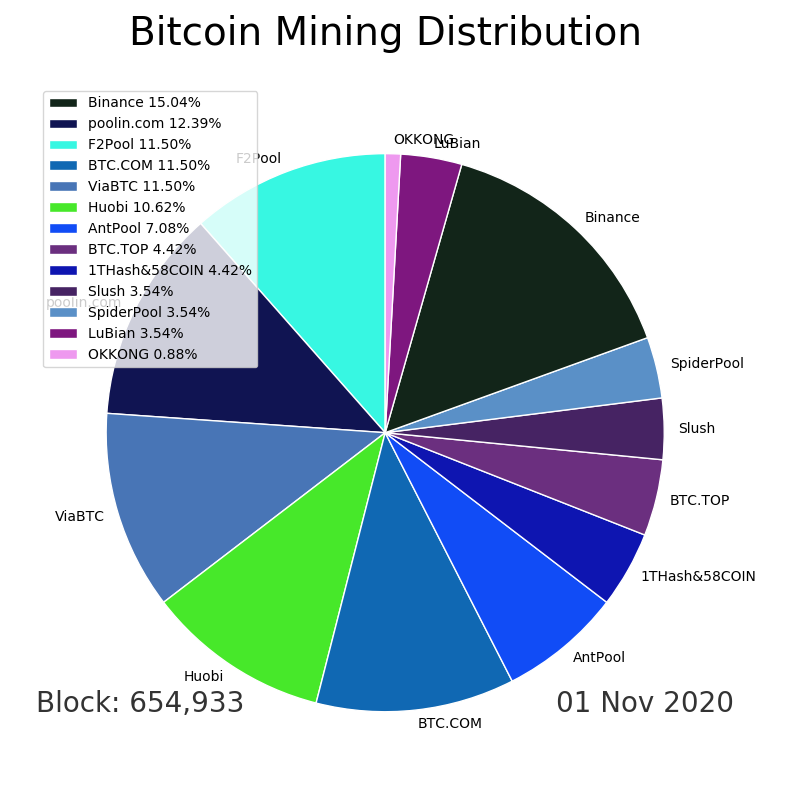 Bitcoin Mining Distribution
Binance 15.04%
poolin.com 12.39%
F2Pool 11.50%
BTC.COM 11.50%
ViaBTC 11.50%
Huobi 10.62%
AntPool 7.08%
BTC.TOP 4.42%
1THash&58COIN 4.42%
Slush 3.54%
SpiderPool 3.54%
LuBian 3.54%
OKKONG 0.88%
OKKONG
LuBian
F2Pool
Binance
poolin.com
SpiderPool
Slush
BTC.TOP
ViaBTC
1THash&58COIN
AntPool
Huobi
BTC.COM
Block: 654,933
01 Nov 2020